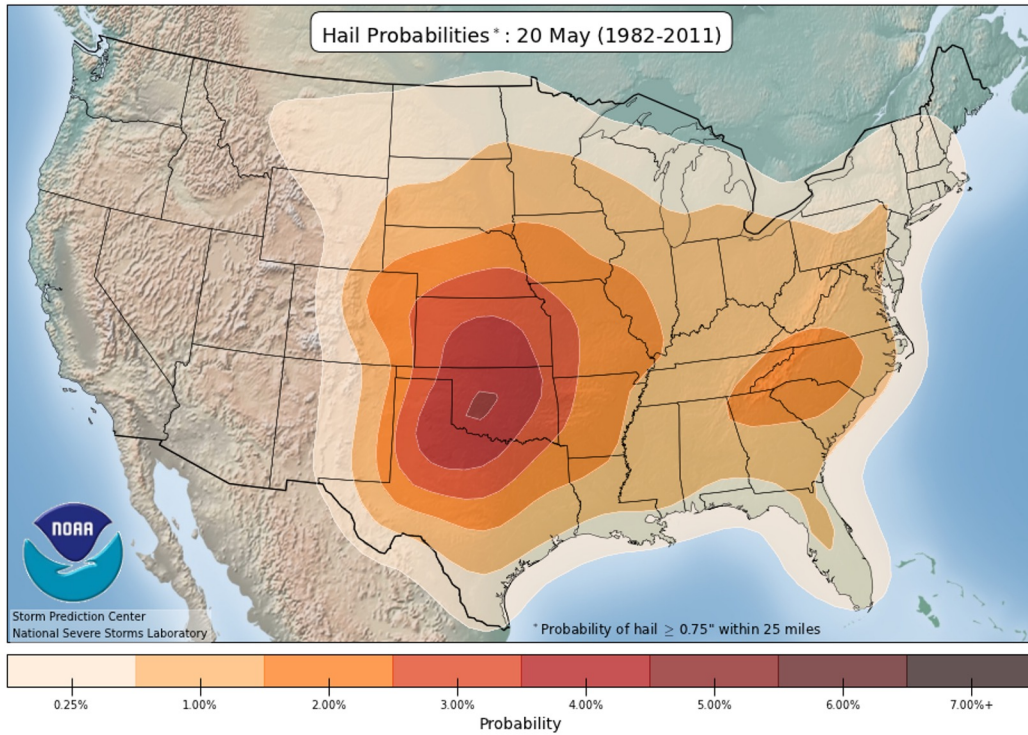 Hail Probabilities*: 20 May (1982-2011)
NOAA
Storm Prediction Center
National Severe Storms Laboratory
*Probability of hail ≥ 0.75" within 25 miles
0.25% 1.00% 2.00% 3.00% 4.00% 5.00% 6.00% 7.00%+
Probability